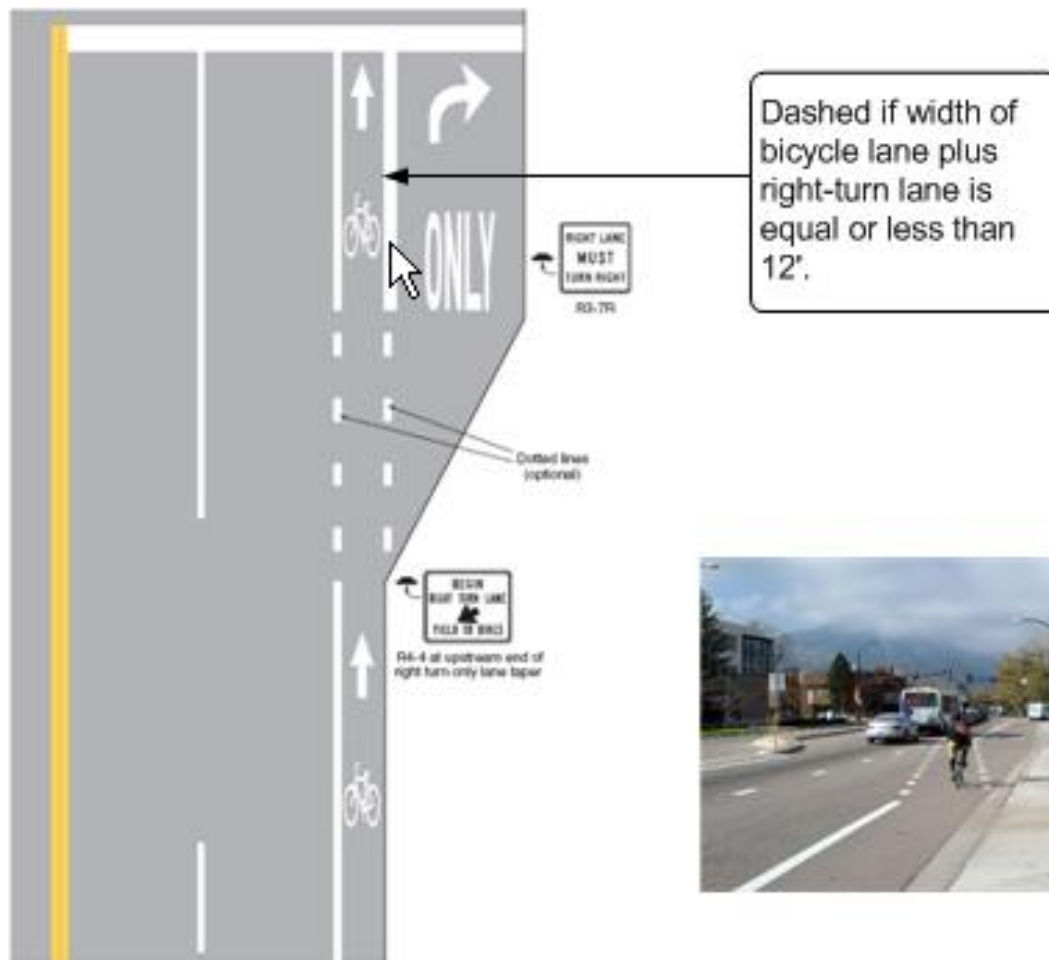 Dashed if width of
bicycle lane plus
right-turn lane is
equal or less than
12'.
ONLY
RIGHT LANE
MUST
TURN RIGHT
R3-7R
Dotted lines
(optional)
BEGIN
RIGHT TURN LANE
YIELD TO BIKES
R4-4 at upstream end of
right turn only lane taper